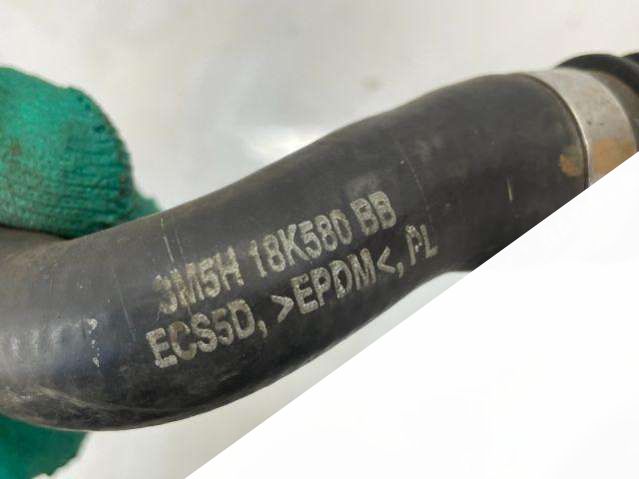 3M5H 18K580 BB
ECS5D, >EPDM<, PL